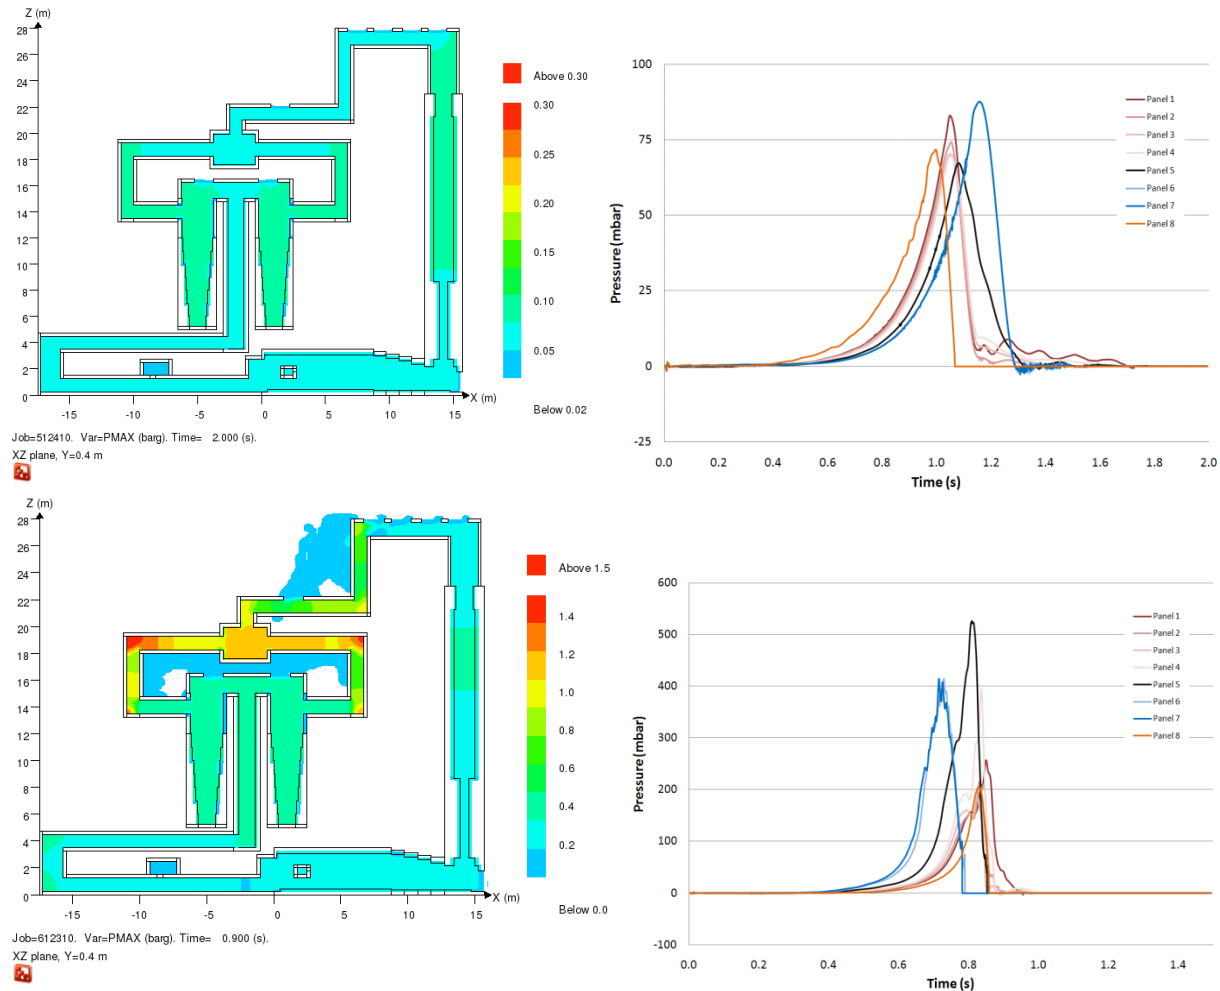 Z (m)
28
26
24
22
20
18
16
14
12
10
8
6
4
2
0
-15
-10
-5
0
5
10
15
X (m)
Above 0.30
0.30
0.25
0.20
0.15
0.10
0.05
Below 0.02
Job=512410. Var=PMAX (barg). Time= 2.000 (s).
XZ plane, Y=0.4 m
100
75
50
25
0
-25
Pressure (mbar)
0.0
0.2
0.4
0.6
0.8
1.0
1.2
1.4
1.6
1.8
2.0
Time (s)
Panel 1
Panel 2
Panel 3
Panel 4
Panel 5
Panel 6
Panel 7
Panel 8
Z (m)
28
26
24
22
20
18
16
14
12
10
8
6
4
2
0
-15
-10
-5
0
5
10
15
X (m)
Above 1.5
1.4
1.2
1.0
0.8
0.6
0.4
0.2
Below 0.0
Job=612310. Var=PMAX (barg). Time= 0.900 (s).
XZ plane, Y=0.4 m
600
500
400
300
200
100
0
-100
Pressure (mbar)
0.0
0.2
0.4
0.6
0.8
1.0
1.2
1.4
Time (s)
Panel 1
Panel 2
Panel 3
Panel 4
Panel 5
Panel 6
Panel 7
Panel 8